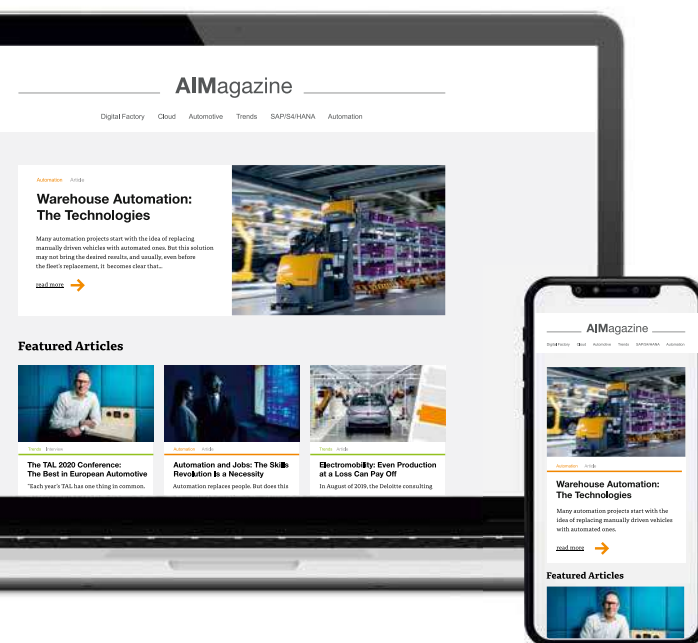 AIMagazine
Digital Factory Cloud Automotive Trends SAP/S4/HANA Automation
Automation Article
Warehouse Automation:
The Technologies
Many automation projects start with the idea of replacing
manually driven vehicles with automated ones. But this solution
may not bring the desired results, and usually, even before
the fleet's replacement, it becomes clear that...
read more
Featured Articles
Trends Interview
The TAL 2020 Conference:
The Best in European Automotive
"Each year's TAL has one thing in common.
Automation Article
Automation and Jobs: The Skills
Revolution Is a Necessity
Automation replaces people. But does this
Trends Article
Electromobility: Even Production
at a Loss Can Pay Off
In August of 2019, the Deloitte consulting
AIMagazine
Digital Factory Cloud Automotive Trends SAP/S4/HANA Automation
Automation Article
Warehouse Automation:
The Technologies
Many automation projects start with the
idea of replacing manually driven vehicles
with automated ones.
read more
Featured Articles